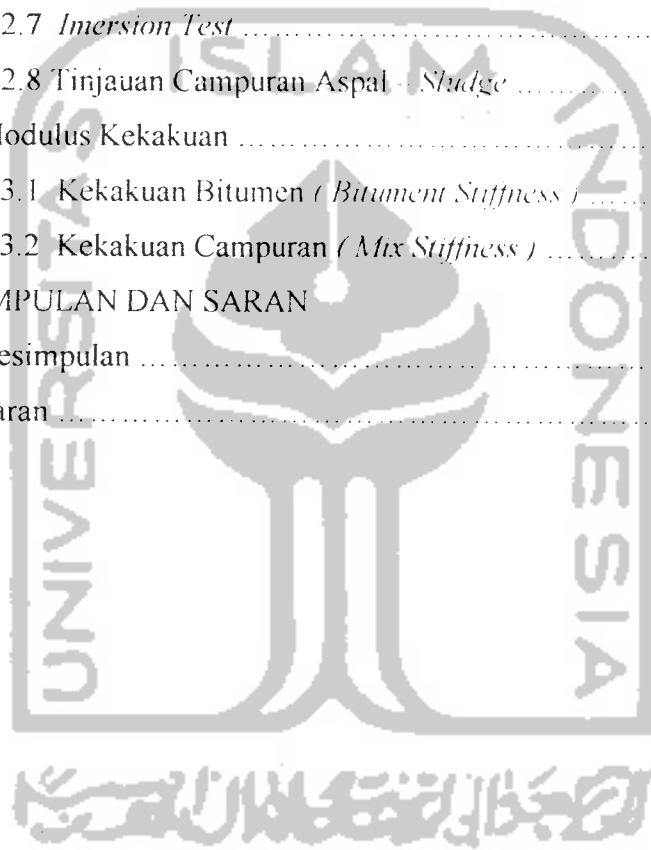 2.7 Imersion Test ........................................
2.8 Tinjauan Campuran Aspal – Sludge ............
Modulus Kekakuan ........................................
3.1 Kekakuan Bitumen ( Bitument Stiffness ) .......
3.2 Kekakuan Campuran ( Mix Stiffness ) ............
MPULAN DAN SARAN
esimpulan ........................................
aran ........................................
UNIVERSITAS
ISLAM
INDONESIA